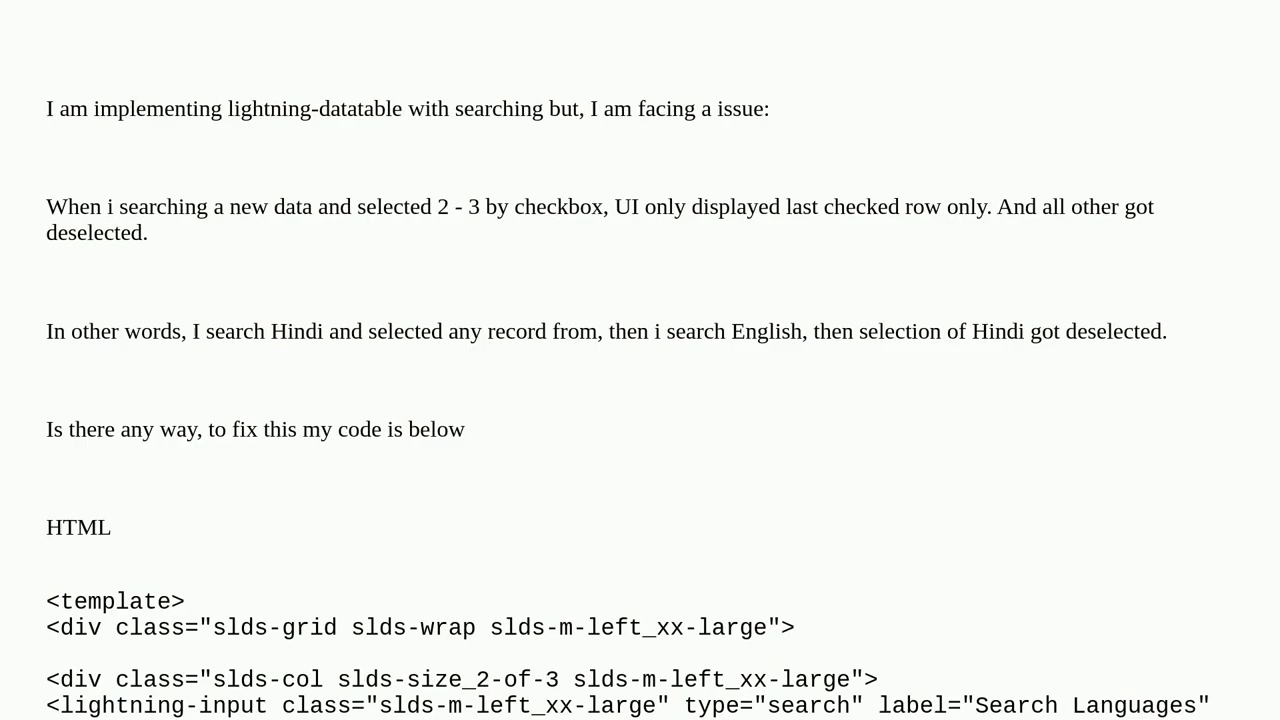 I am implementing lightning-datatable with searching but, I am facing a issue:
When i searching a new data and selected 2 - 3 by checkbox, UI only displayed last checked row only. And all other got
deselected.
In other words, I search Hindi and selected any record from, then i search English, then selection of Hindi got deselected.
Is there any way, to fix this my code is below
HTML
<template>
<div class="slds-grid slds-wrap slds-m-left_xx-large">
<div class="slds-col slds-size_2-of-3 slds-m-left_xx-large">
<lightning-input class="slds-m-left_xx-large" type="search" label="Search Languages"